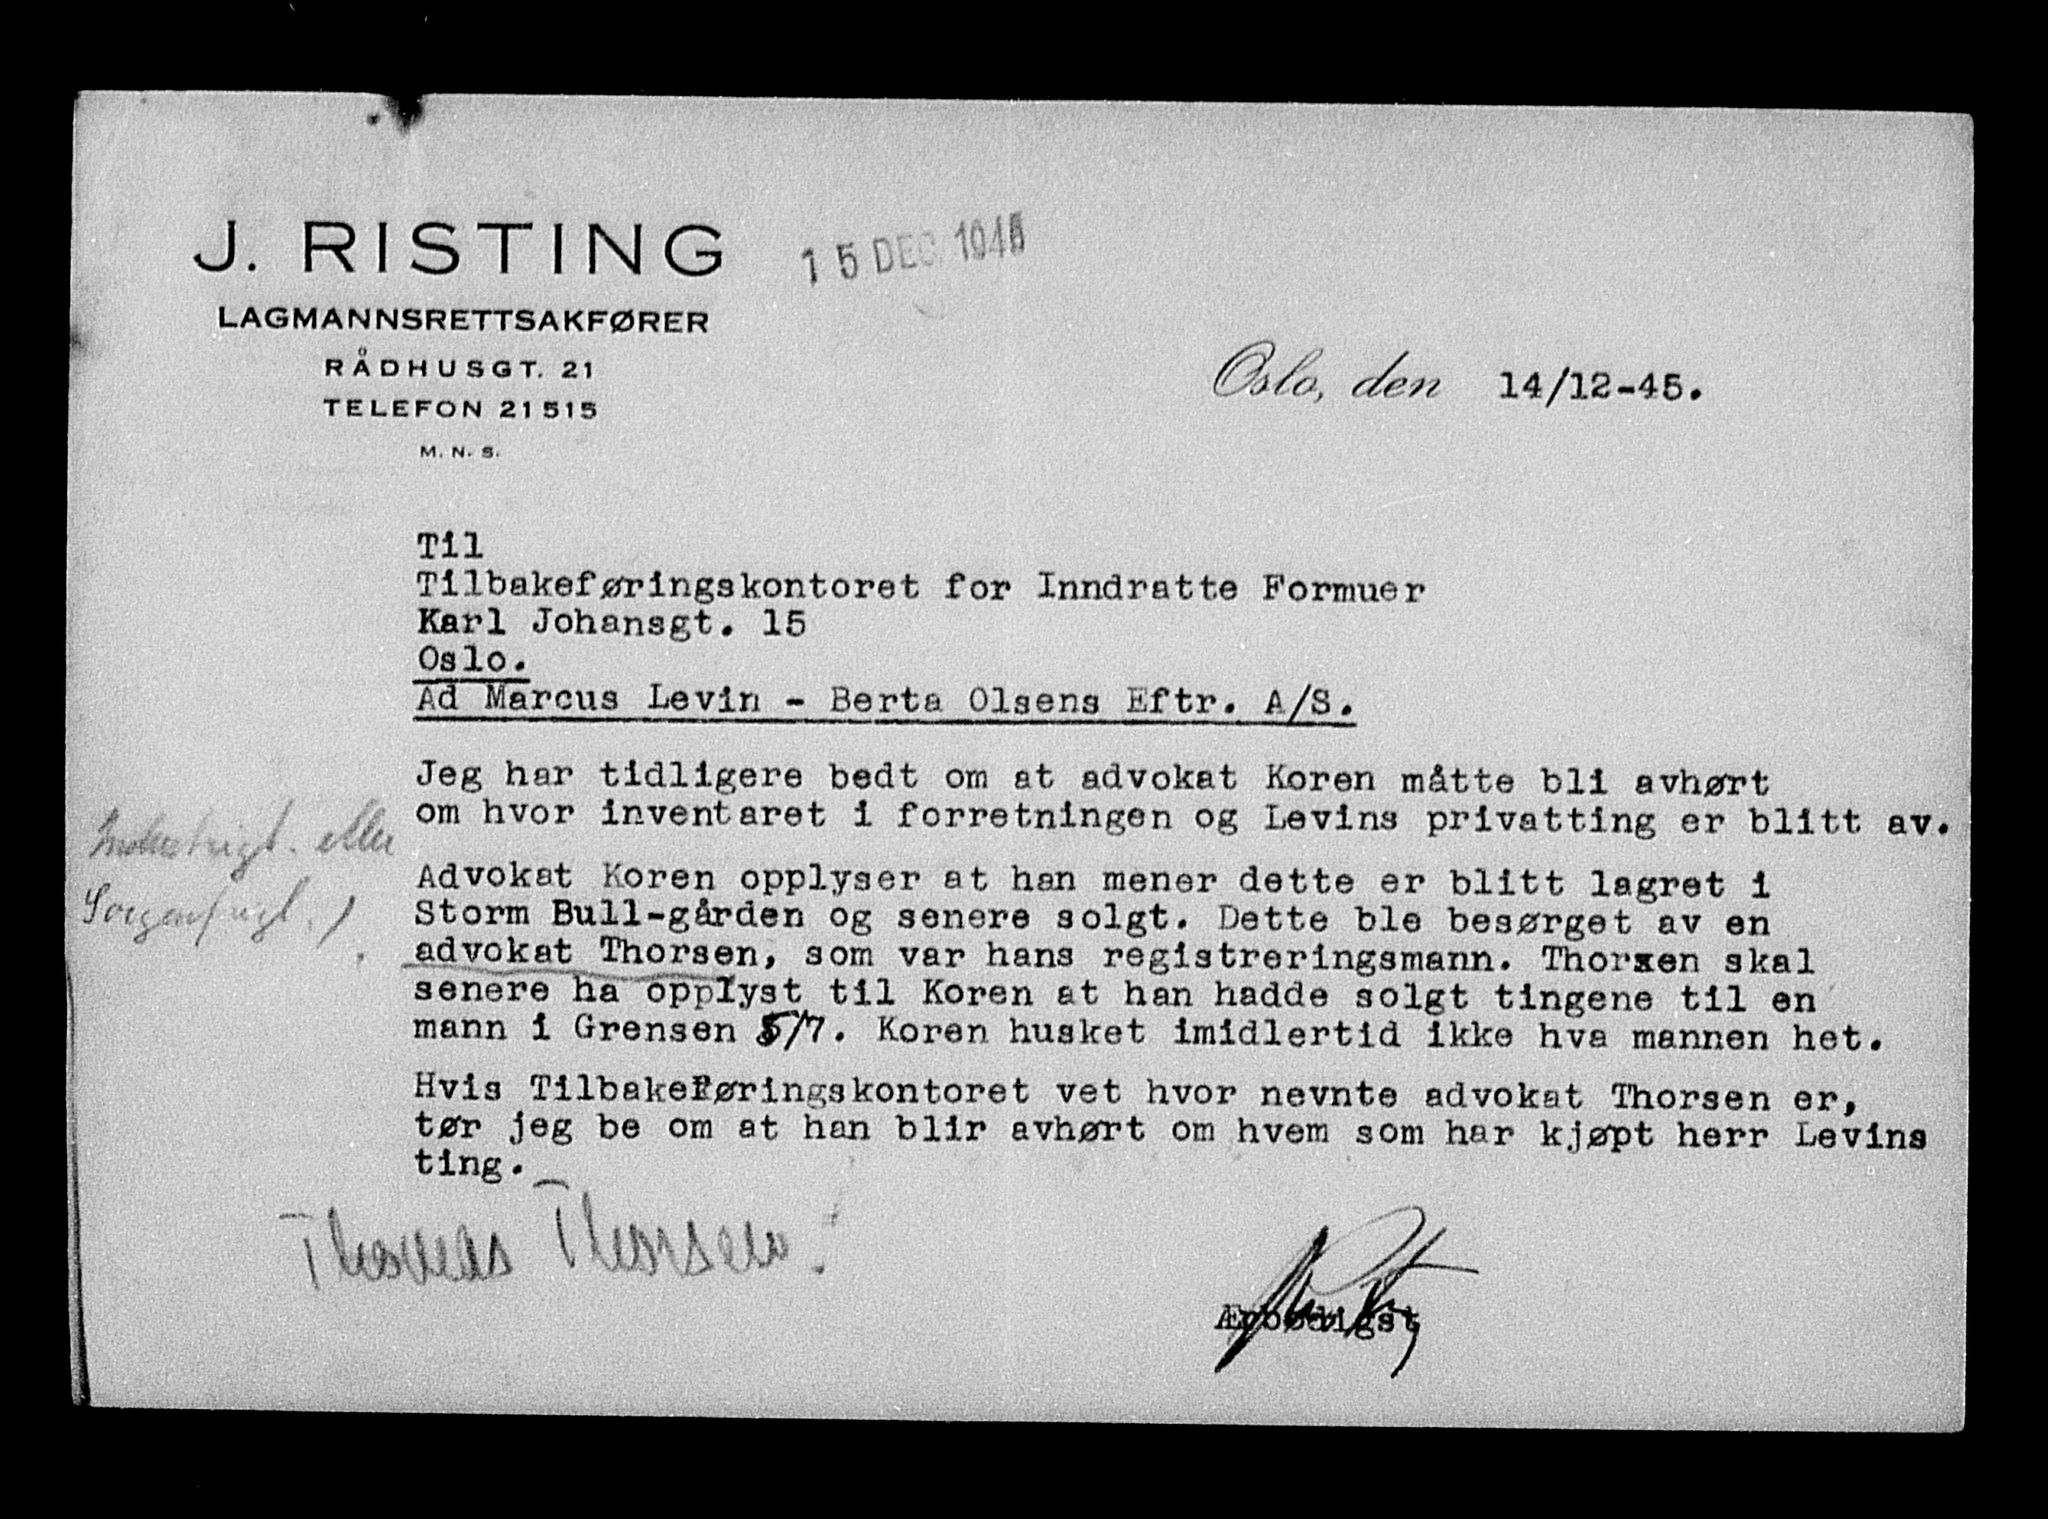 J. RISTING
LAGMANNSRETTSAKFØRER
RÅDHUSGT. 21
TELEFON 21515
M. N. S.
15 DEC. 1945
Oslo, den 14/12-45.
Til
Tilbakeføringskontoret for Inndratte Formuer
Karl Johansgt. 15
Oslo.
Ad Marcus Levin - Berta Olsens Eftr. A/S.
Jeg har tidligere bedt om at advokat Koren måtte bli avhørt
om hvor inventaret i forretningen og Levins privatting er blitt av.
Industrigt. eller
Sorgenfrigt.
Advokat Koren opplyser at han mener dette er blitt lagret i
Storm Bull-gården og senere solgt. Dette ble besørget av en
advokat Thorsen, som var hans registreringsmann. Thorsen skal
senere ha opplyst til Koren at han hadde solgt tingene til en
mann i Grensen 5/7. Koren husket imidlertid ikke hva mannen het.
Hvis Tilbakeføringskontoret vet hvor nevnte advokat Thorsen er,
tør jeg be om at han blir avhørt om hvem som har kjøpt herr Levins
ting.
Thomas Thorsen.
Ærbødigst